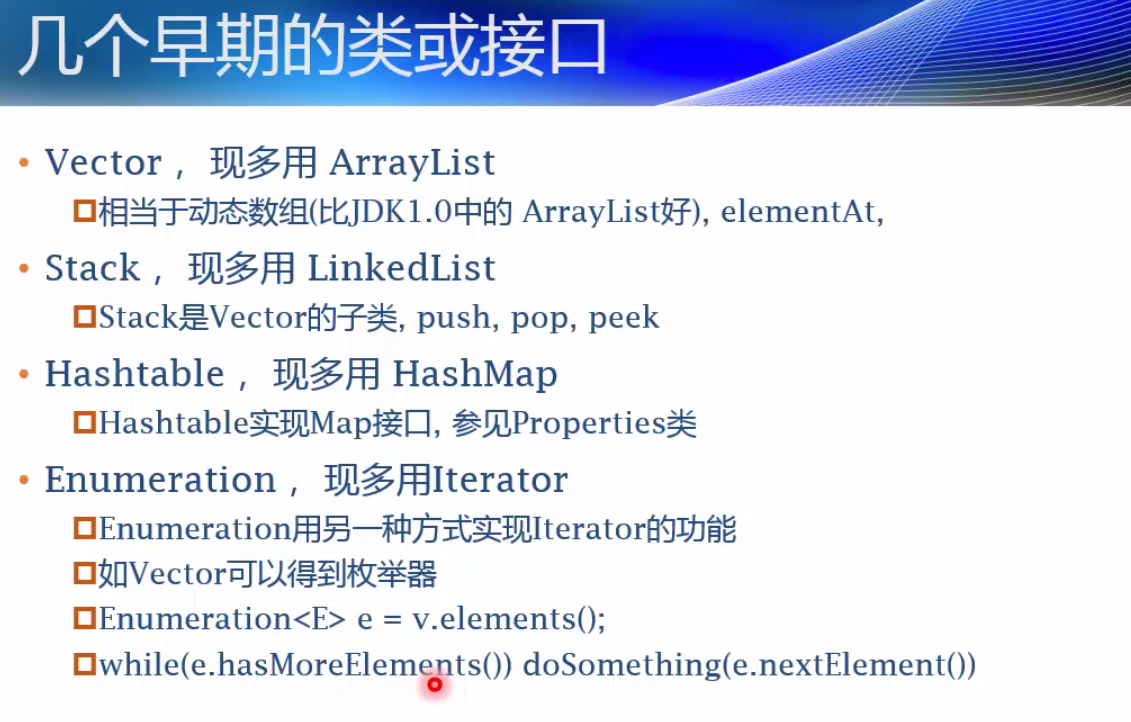 几个早期的类或接口
• Vector， 现多用 ArrayList
相当于动态数组(比JDK1.0中的 ArrayList好), elementAt,
• Stack， 现多用 LinkedList
Stack是Vector的子类, push, pop, peek
• Hashtable， 现多用 HashMap
Hashtable实现Map接口, 参见Properties类
• Enumeration， 现多用Iterator
Enumeration用另一种方式实现Iterator的功能
如Vector可以得到枚举器
Enumeration<E> e = v.elements();
while(e.hasMoreElements()) doSomething(e.nextElement())